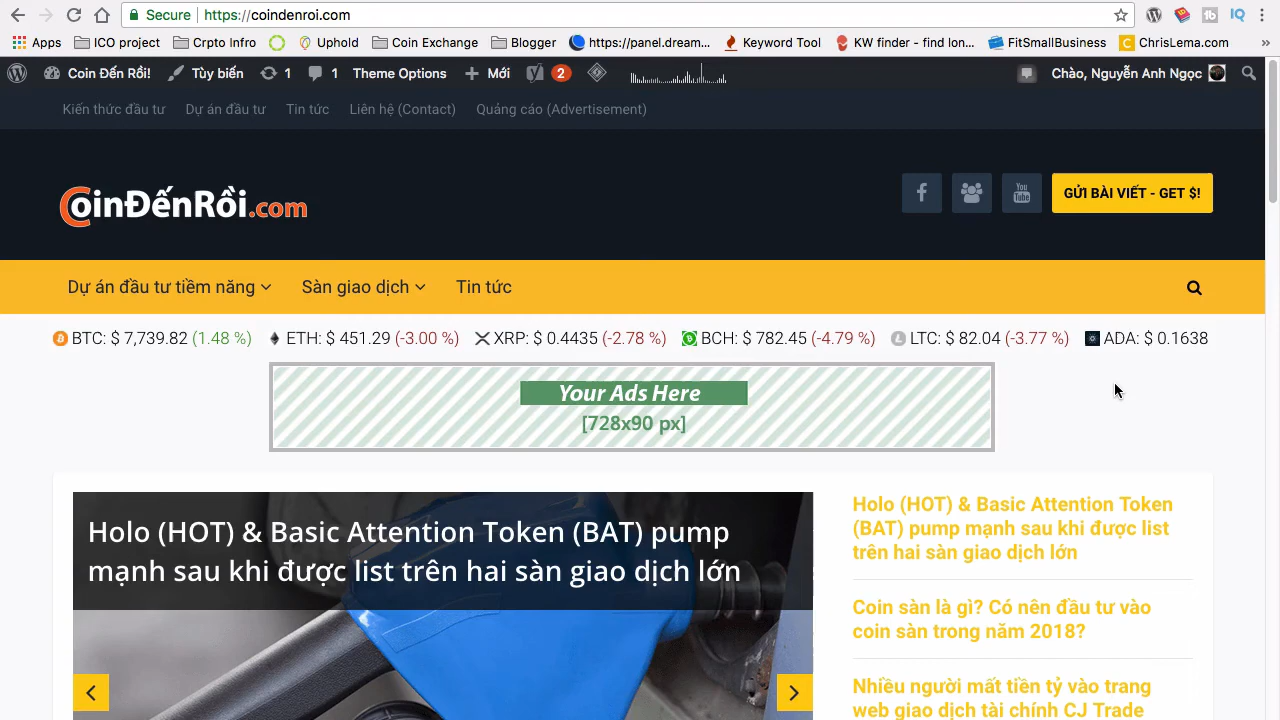 Secure https://coindenroi.com
Apps ICO project Crpto Infro Uphold Coin Exchange Blogger https://panel.dream... Keyword Tool KW finder - find lon... FitSmallBusiness ChrisLema.com »
Coin Đến Rồi! Tùy biến 1 1 Theme Options Mới 2 Chào, Nguyễn Anh Ngọc
Kiến thức đầu tư Dự án đầu tư Tin tức Liên hệ (Contact) Quảng cáo (Advertisement)
CoinĐếnRồi.com You Tube GỬI BÀI VIẾT - GET $!
Dự án đầu tư tiềm năng Sàn giao dịch Tin tức
BTC: $ 7,739.82 (1.48 %) ETH: $ 451.29 (-3.00 %) XRP: $ 0.4435 (-2.78 %) BCH: $ 782.45 (-4.79 %) LTC: $ 82.04 (-3.77 %) ADA: $ 0.1638
Your Ads Here
[728x90 px]
Holo (HOT) & Basic Attention Token (BAT) pump
mạnh sau khi được list trên hai sàn giao dịch lớn
Holo (HOT) & Basic Attention Token
(BAT) pump mạnh sau khi được list
trên hai sàn giao dịch lớn
Coin sàn là gì? Có nên đầu tư vào
coin sàn trong năm 2018?
Nhiều người mất tiền tỷ vào trang
web giao dịch tài chính CJ Trade